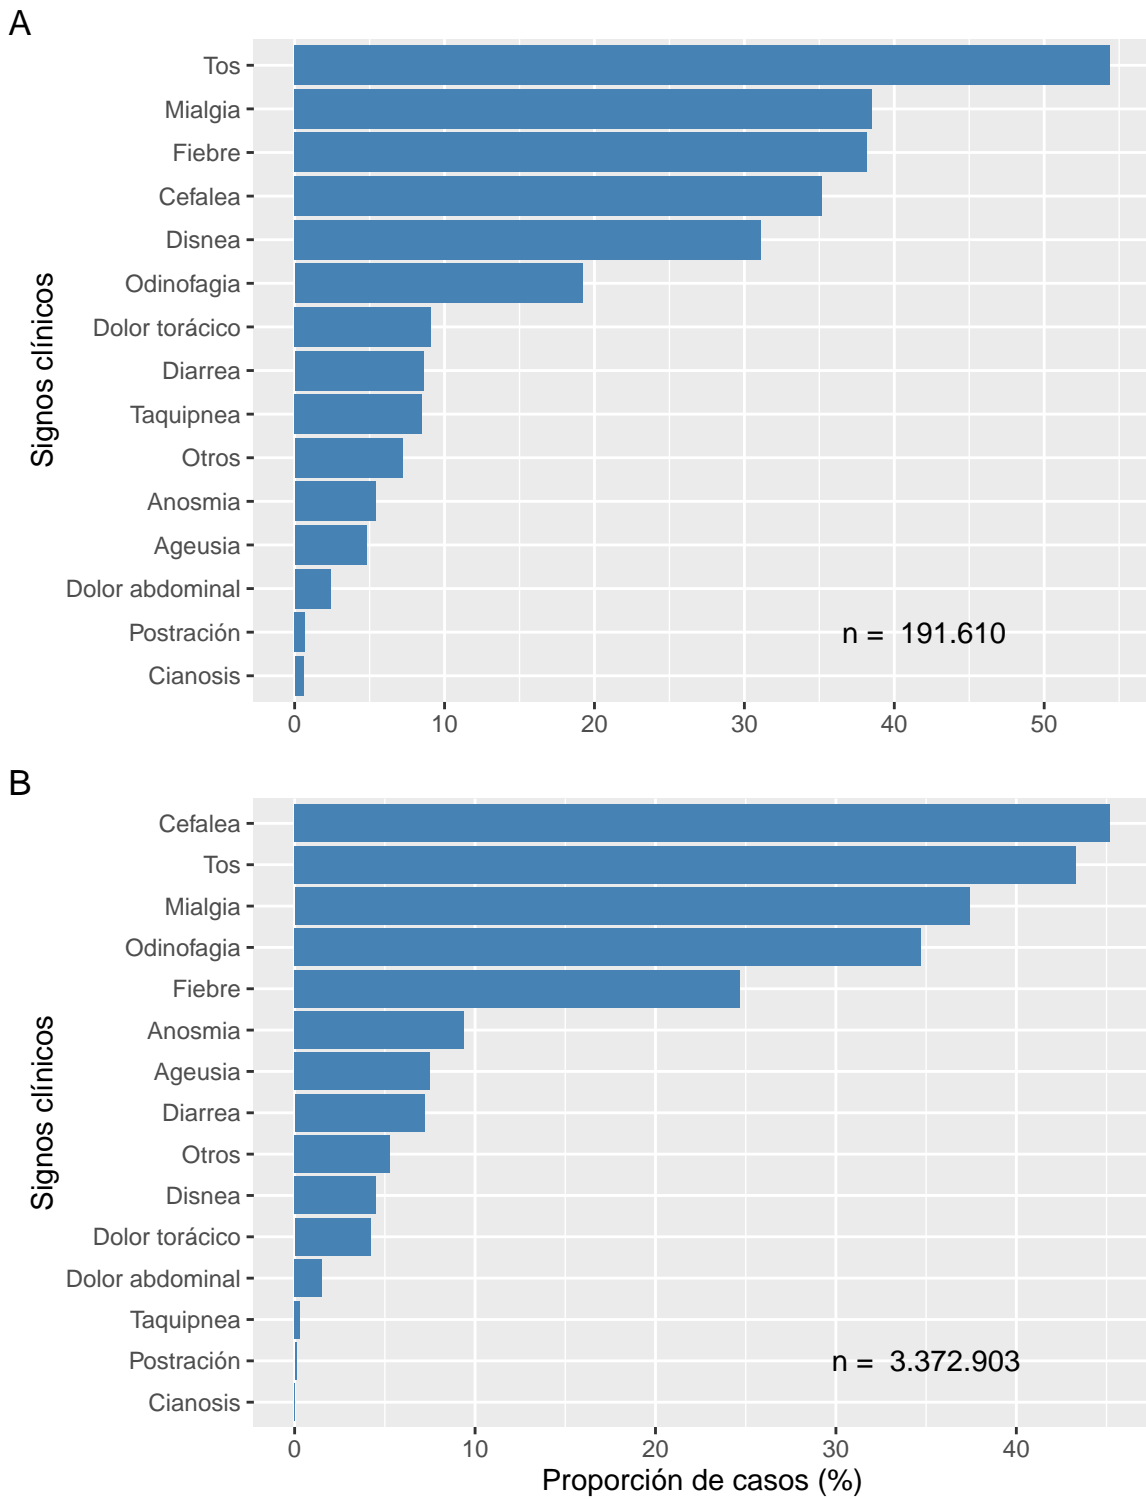 A
Tos
Mialgia
Fiebre
Cefalea
Disnea
Odinofagia
Dolor torácico
Diarrea
Taquipnea
Otros
Anosmia
Ageusia
Dolor abdominal
Postración
Cianosis
Signos clínicos
n = 191.610
0 10 20 30 40 50
B
Cefalea
Tos
Mialgia
Odinofagia
Fiebre
Anosmia
Ageusia
Diarrea
Otros
Disnea
Dolor torácico
Dolor abdominal
Taquipnea
Postración
Cianosis
Signos clínicos
n = 3.372.903
0 10 20 30 40
Proporción de casos (%)